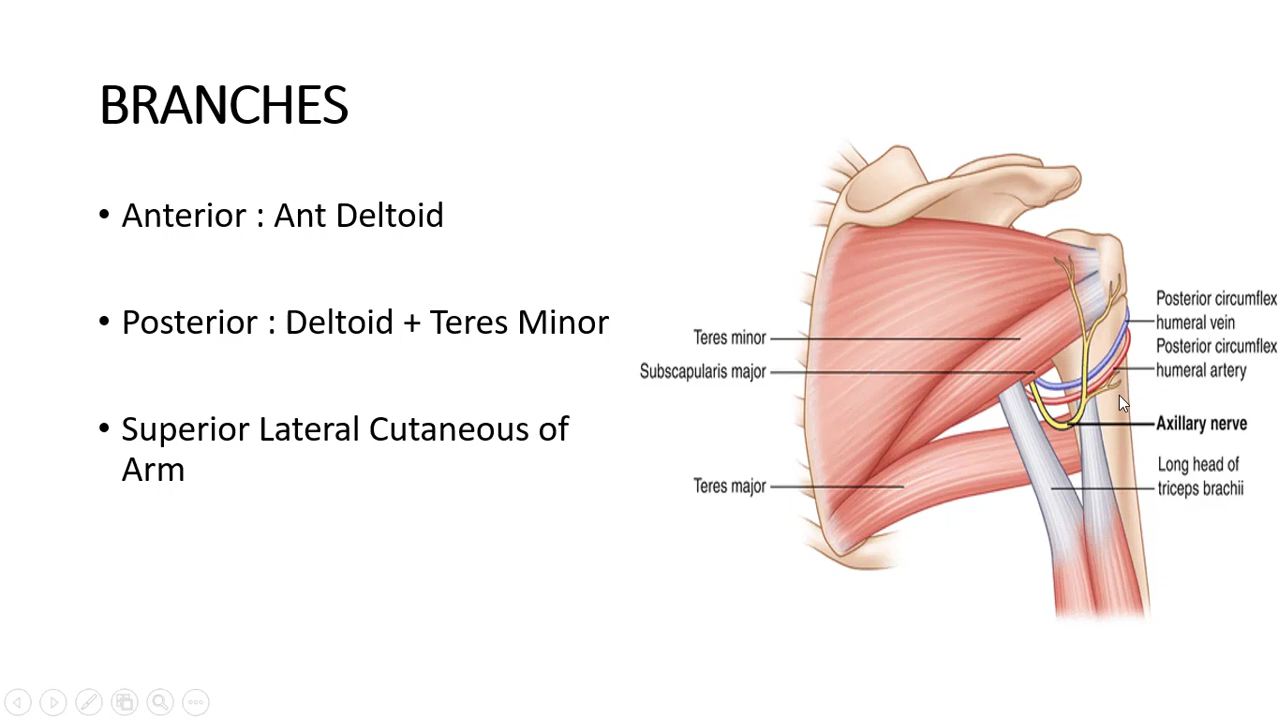 BRANCHES
• Anterior : Ant Deltoid
• Posterior : Deltoid + Teres Minor
• Superior Lateral Cutaneous of
Arm
Teres minor
Subscapularis major
Teres major
Posterior circumflex
humeral vein
Posterior circumflex
humeral artery
Axillary nerve
Long head of
triceps brachii